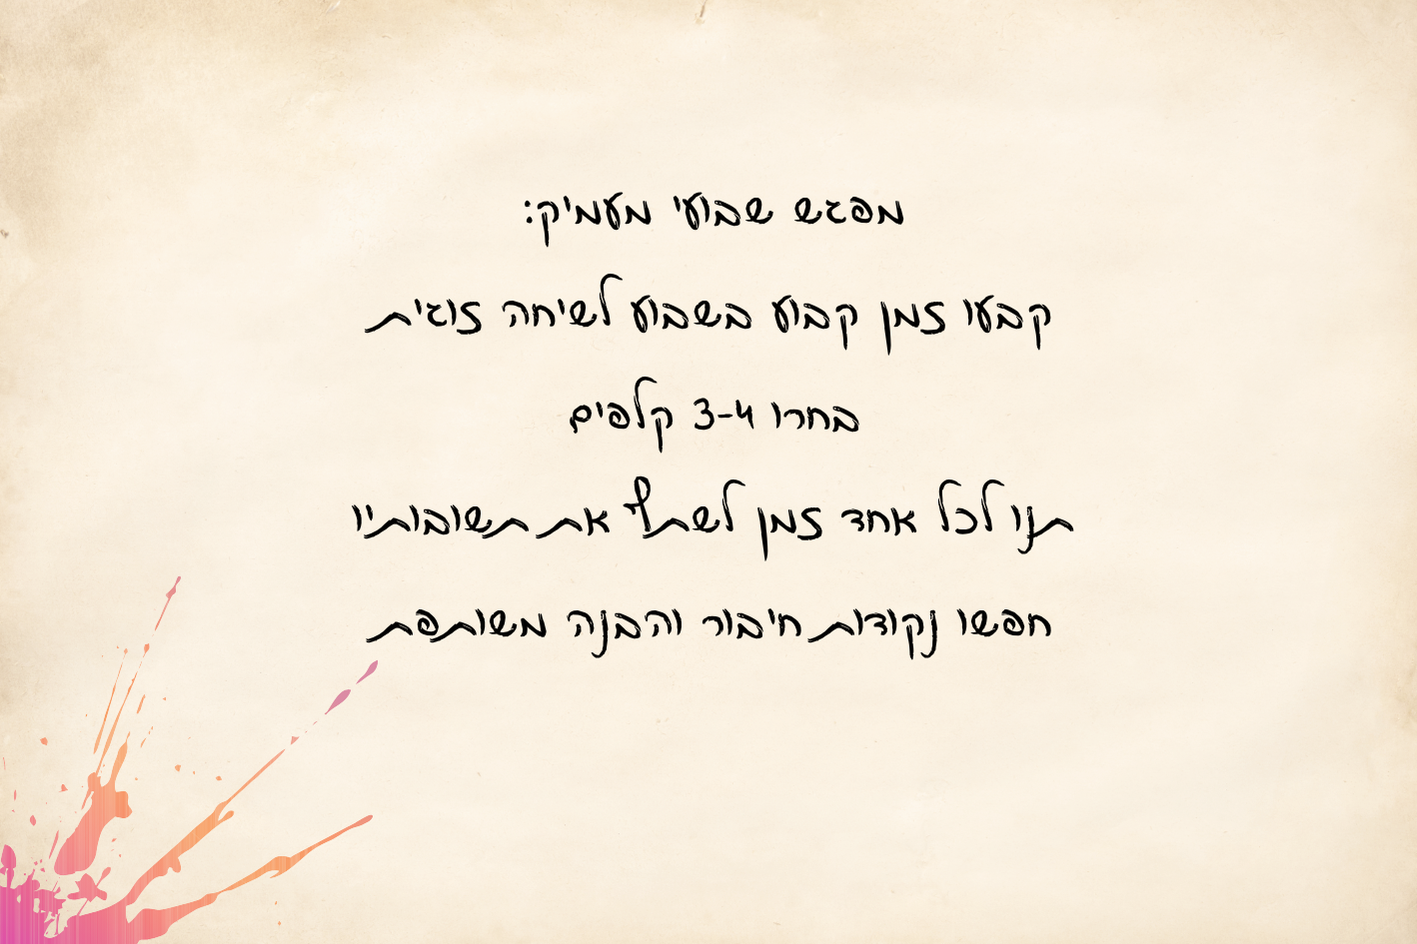 מפגש שבועי מעמיק:
קבעו זמן קבוע בשבוע לשיחה זוגית
בחרו 3-4 קלפים
תנו לכל אחד זמן לשתף את תשובותיו
חפשו נקודות חיבור והבנה משותפת